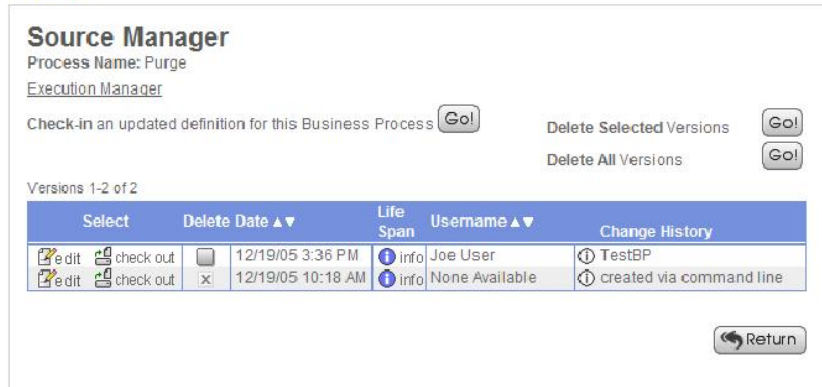 Source Manager
Process Name: Purge
Execution Manager
Check-in an updated definition for this Business Process Go!
Delete Selected Versions Go!
Delete All Versions Go!
Versions 1-2 of 2
Select Delete Date ▲▼ Life Span Username ▲▼ Change History
edit check out 12/19/05 3:36 PM info Joe User TestBP
edit check out x 12/19/05 10:18 AM info None Available created via command line
Return